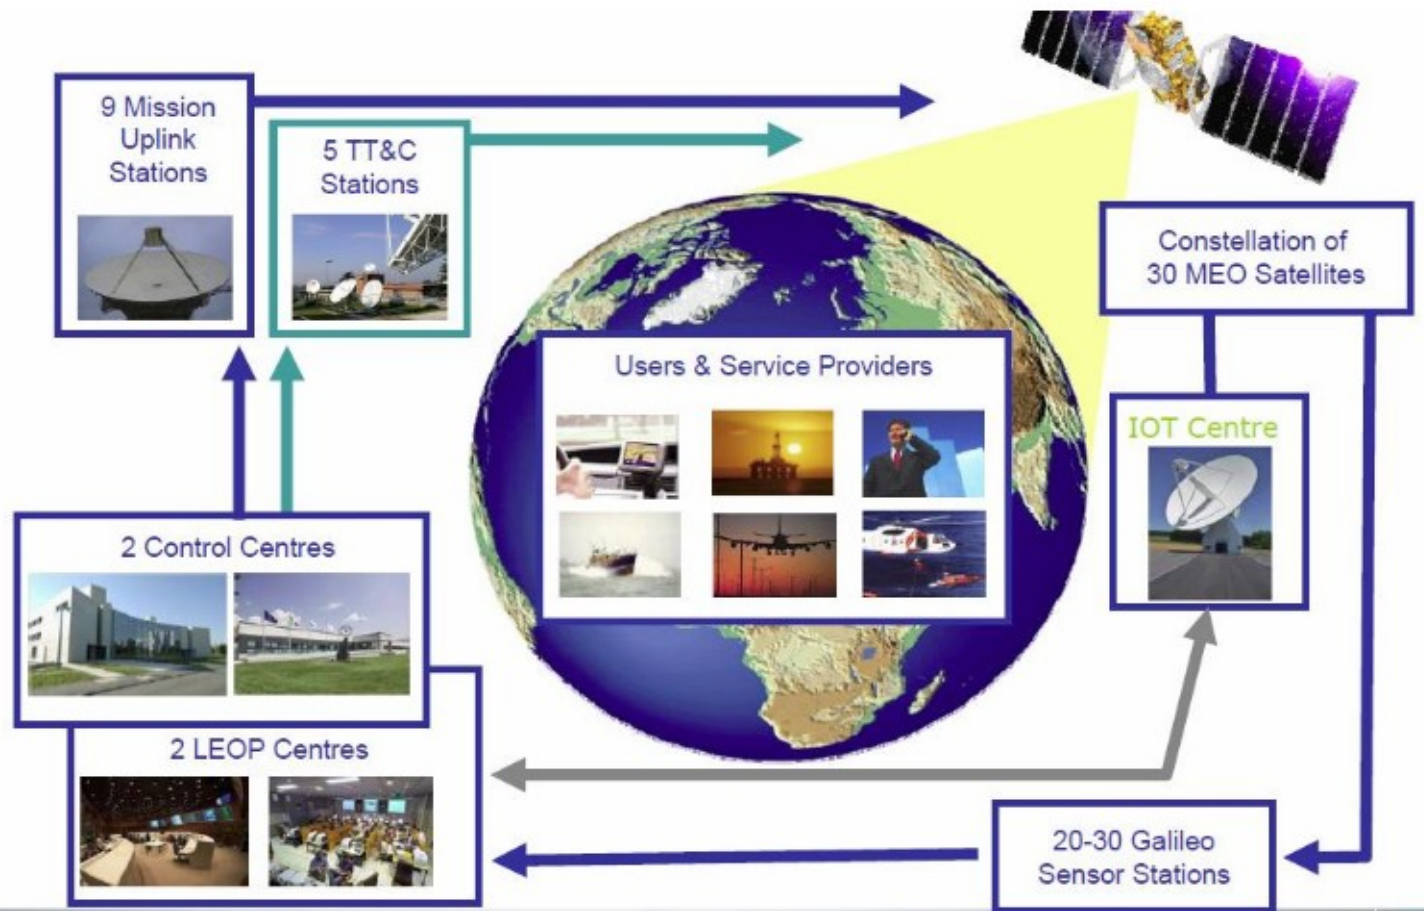 9 Mission
Uplink
Stations
5 TT&C
Stations
Constellation of
30 MEO Satellites
Users & Service Providers
IOT Centre
2 Control Centres
2 LEOP Centres
20-30 Galileo
Sensor Stations